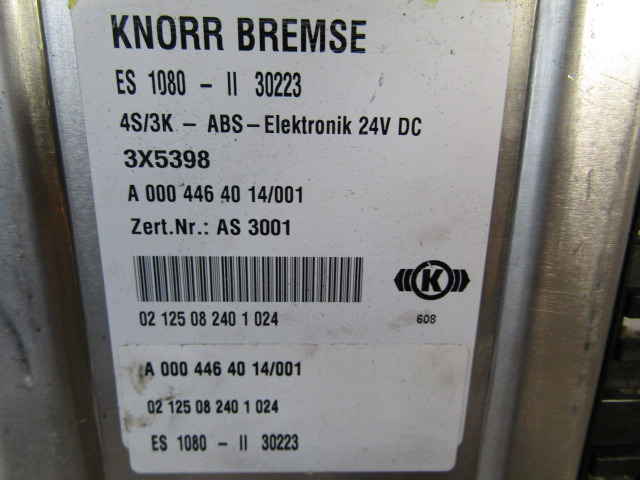 KNORR BREMSE
ES 1080 - II 30223
4S/3K - ABS-Elektronik 24V DC
3X5398
A 000 446 40 14/001
Zert.Nr.: AS 3001
K
02 125 08 240 1 024
608
A 000 446 40 14/001
02 125 08 240 1 024
ES 1080 - II 30223